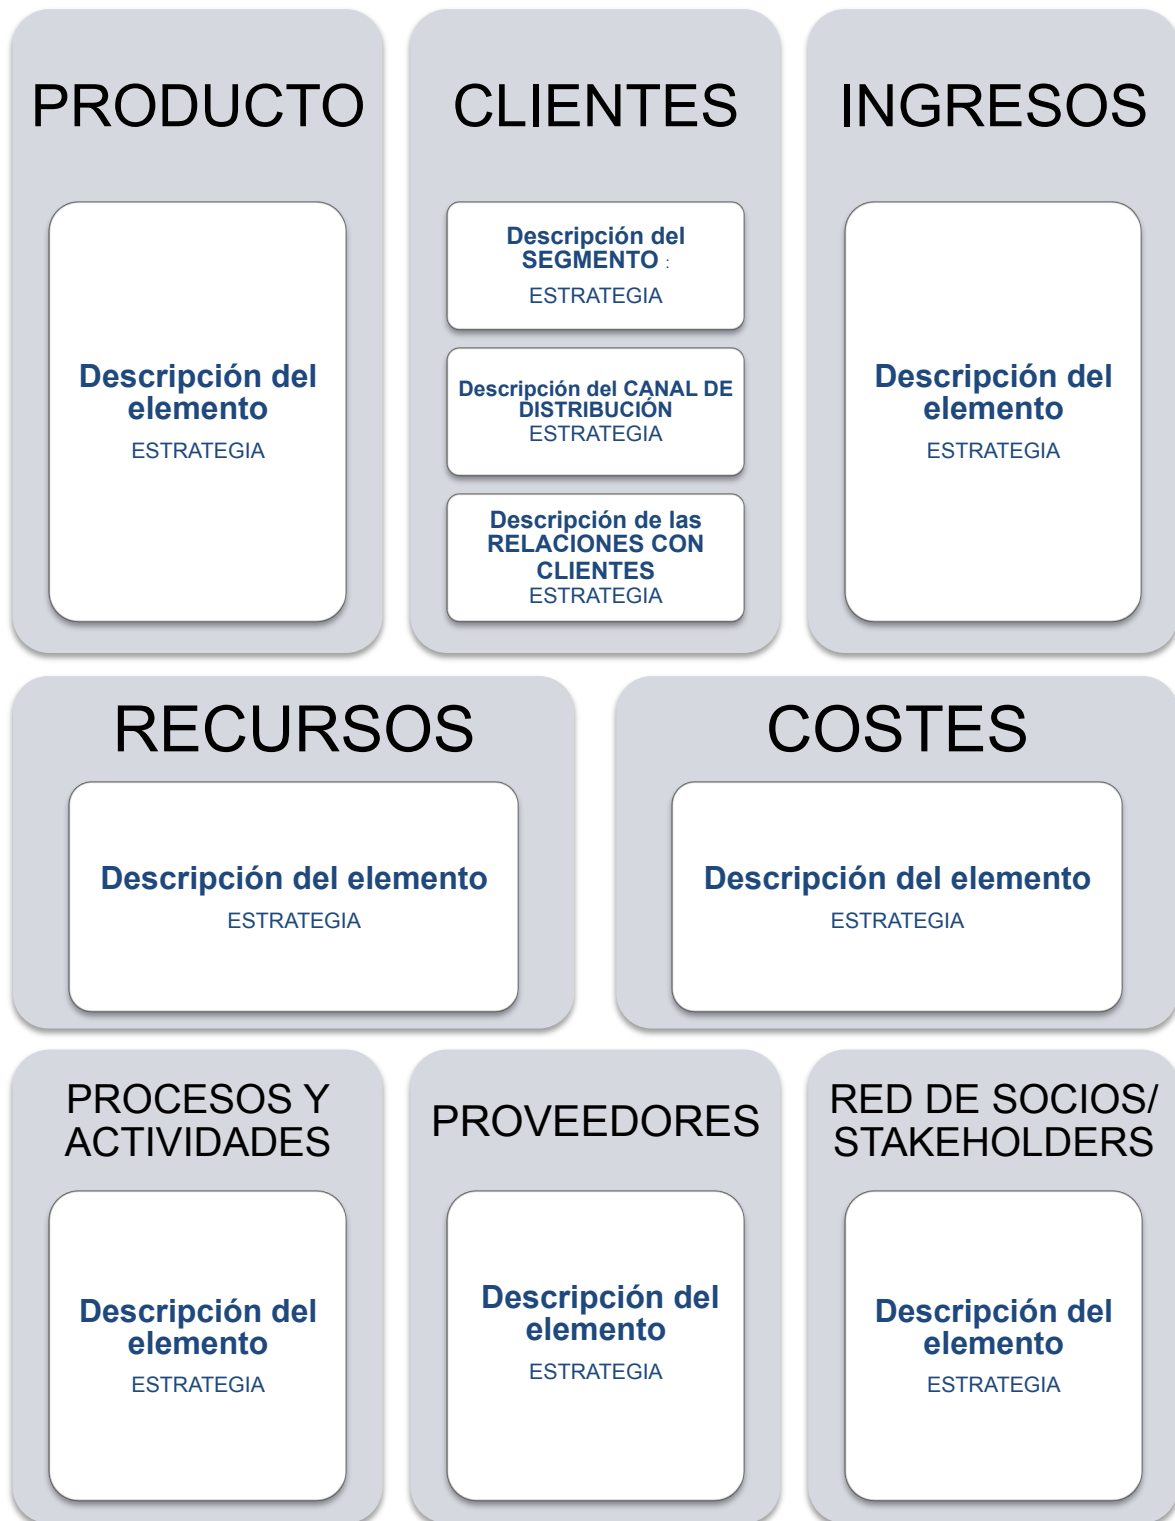 PRODUCTO
Descripción del
elemento
ESTRATEGIA
CLIENTES
Descripción del
SEGMENTO :
ESTRATEGIA
Descripción del CANAL DE
DISTRIBUCIÓN
ESTRATEGIA
Descripción de las
RELACIONES CON
CLIENTES
ESTRATEGIA
INGRESOS
Descripción del
elemento
ESTRATEGIA
RECURSOS
Descripción del elemento
ESTRATEGIA
COSTES
Descripción del elemento
ESTRATEGIA
PROCESOS Y
ACTIVIDADES
Descripción del
elemento
ESTRATEGIA
PROVEEDORES
Descripción del
elemento
ESTRATEGIA
RED DE SOCIOS/
STAKEHOLDERS
Descripción del
elemento
ESTRATEGIA